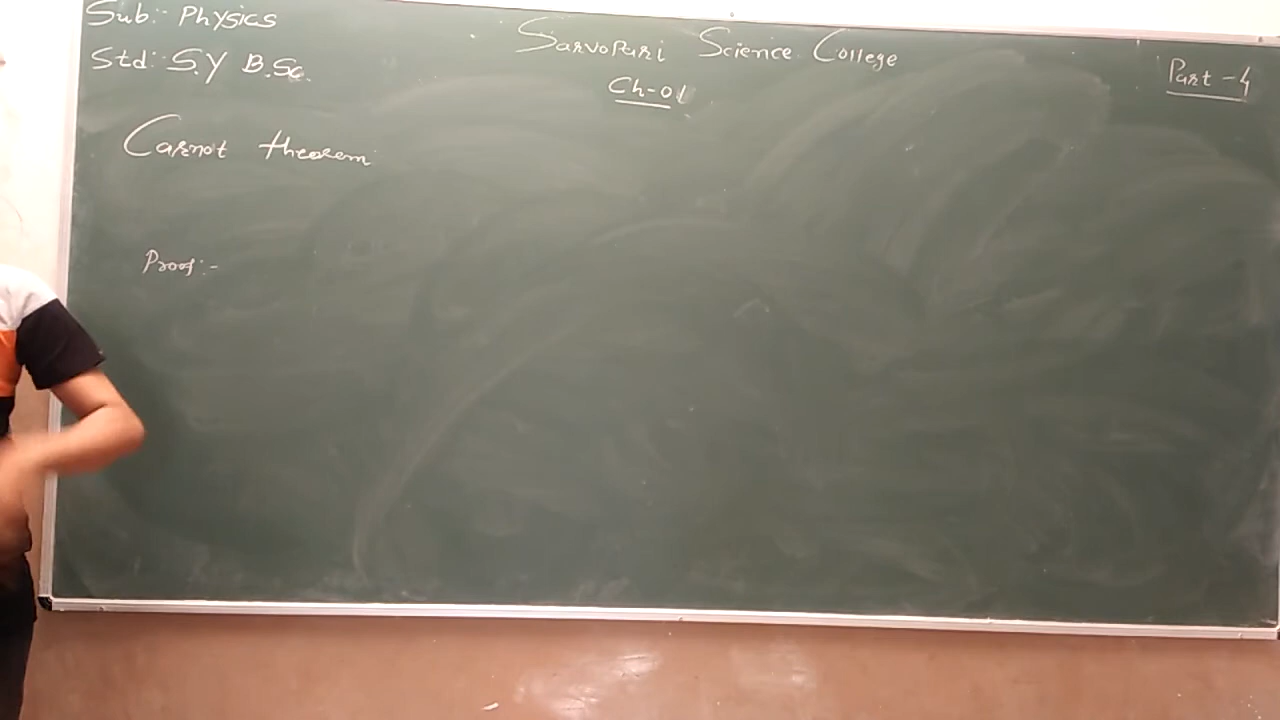 Sub:- Physics
Std:- S.Y B.Sc.
Sarvopari Science College
Ch-01
Part-4
Carnot theorem
Proof:-